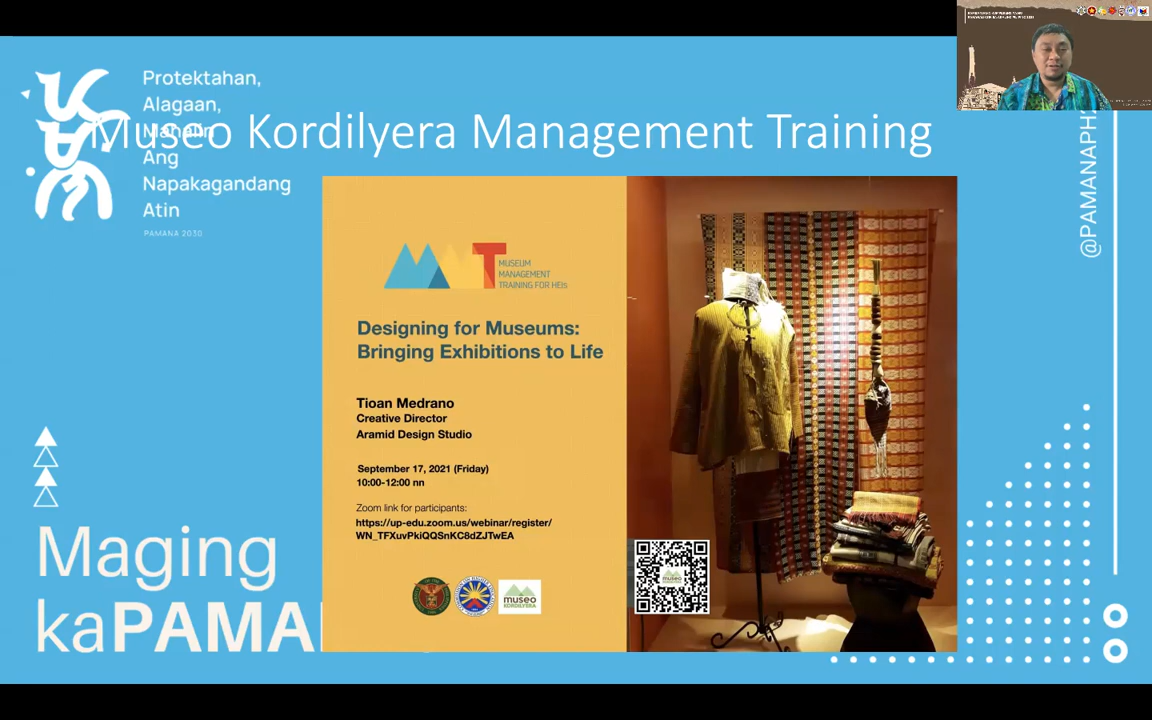 Protektahan,
Alagaan,
Mahalin
Ang
Napakagandang
Atin
PAMANA 2030
Museo Kordilyera Management Training
@PAMANAPH
MUSEUM
MANAGEMENT
TRAINING FOR HEIs
Designing for Museums:
Bringing Exhibitions to Life
Tioan Medrano
Creative Director
Aramid Design Studio
September 17, 2021 (Friday)
10:00-12:00 nn
Zoom link for participants:
https://up-edu.zoom.us/webinar/register/
WN_TFXuvPkiQQSnKC8dZJTwEA
museo
KORDILYERA
Maging
kaPAMA